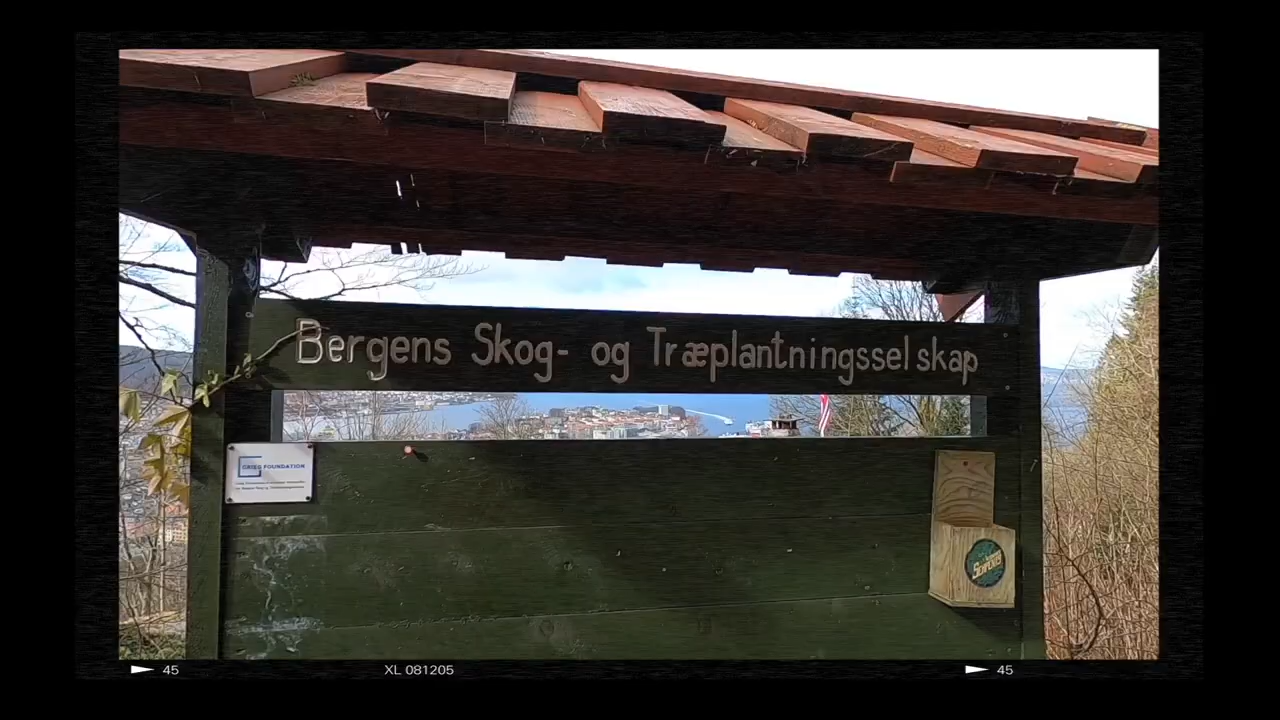 Bergens Skog- og Træplantningsselskap
GRIEG FOUNDATION
45
XL 081205
45